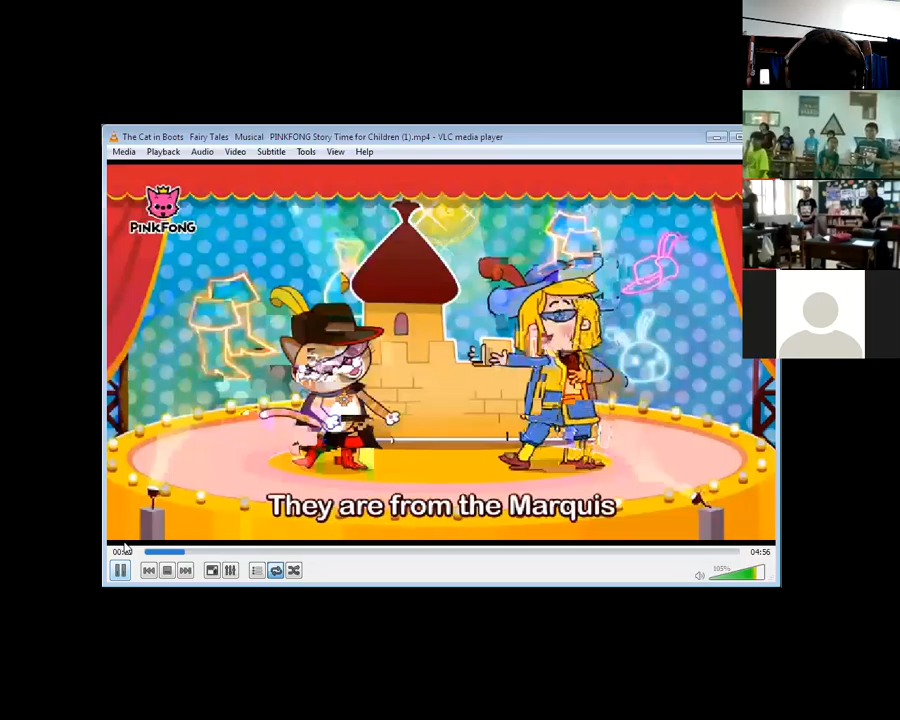 The Cat in Boots Fairy Tales Musical PINKFONG Story Time for Children (1).mp4 - VLC media player
Media Playback Audio Video Subtitle Tools View Help
PINKFONG
They are from the Marquis
04:56
105%